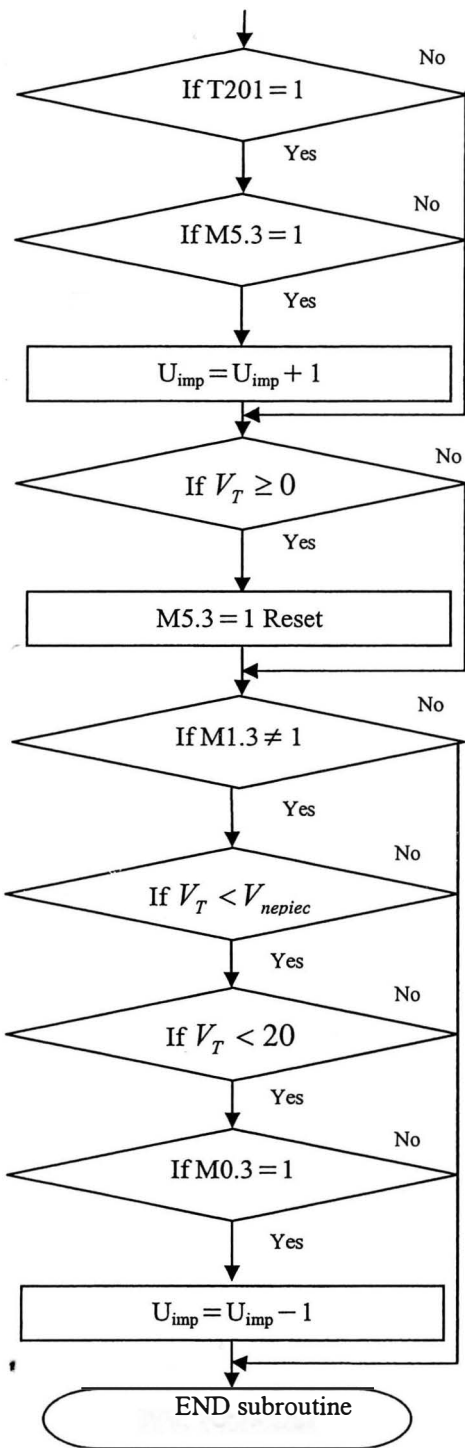 No
If T201 = 1
Yes
No
If M5.3 = 1
Yes
U_imp = U_imp + 1
No
If V_T ≥ 0
Yes
M5.3 = 1 Reset
No
If M1.3 ≠ 1
Yes
No
If V_T < V_nepiec
Yes
No
If V_T < 20
Yes
No
If M0.3 = 1
Yes
U_imp = U_imp − 1
END subroutine